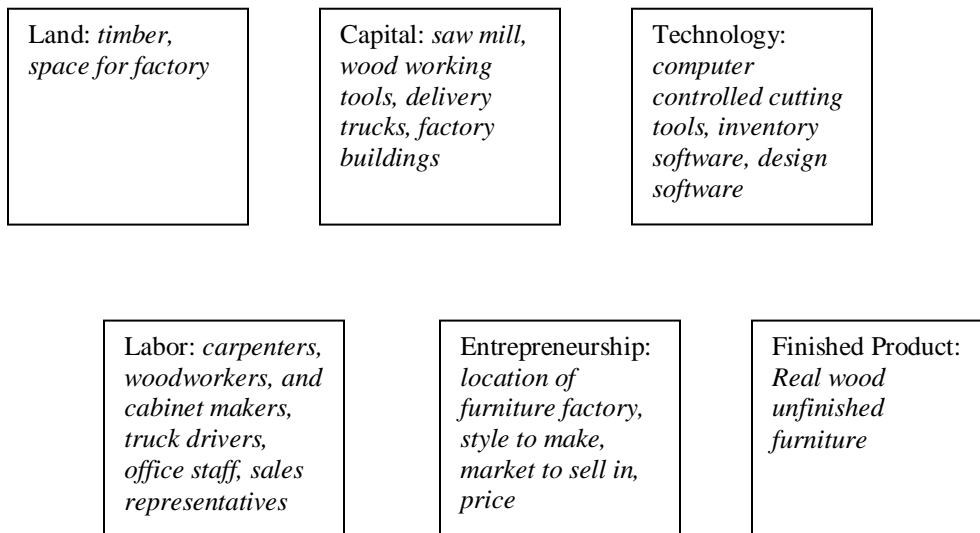 Land: timber,
space for factory
Capital: saw mill,
wood working
tools, delivery
trucks, factory
buildings
Technology:
computer
controlled cutting
tools, inventory
software, design
software
Labor: carpenters,
woodworkers, and
cabinet makers,
truck drivers,
office staff, sales
representatives
Entrepreneurship:
location of
furniture factory,
style to make,
market to sell in,
price
Finished Product:
Real wood
unfinished
furniture